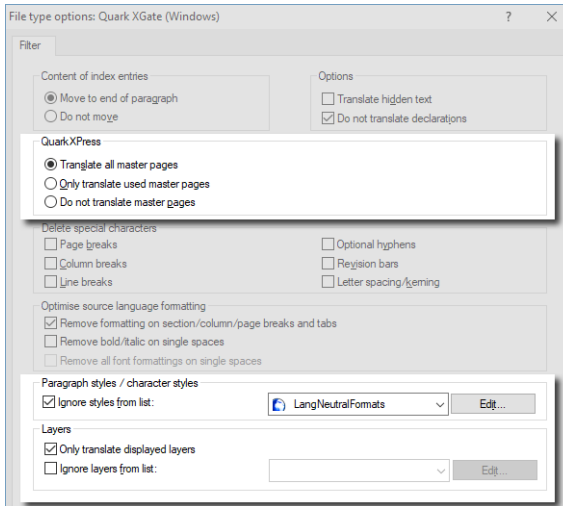 File type options: Quark XGate (Windows) ? ×
Filter
Content of index entries
Move to end of paragraph
Do not move
Options
Translate hidden text
Do not translate declarations
QuarkXPress
Translate all master pages
Only translate used master pages
Do not translate master pages
Delete special characters
Page breaks
Column breaks
Line breaks
Optional hyphens
Revision bars
Letter spacing/kerning
Optimise source language formatting
Remove formatting on section/column/page breaks and tabs
Remove bold/italic on single spaces
Remove all font formattings on single spaces
Paragraph styles / character styles
Ignore styles from list: LangNeutralFormats Edit...
Layers
Only translate displayed layers
Ignore layers from list: Edit...